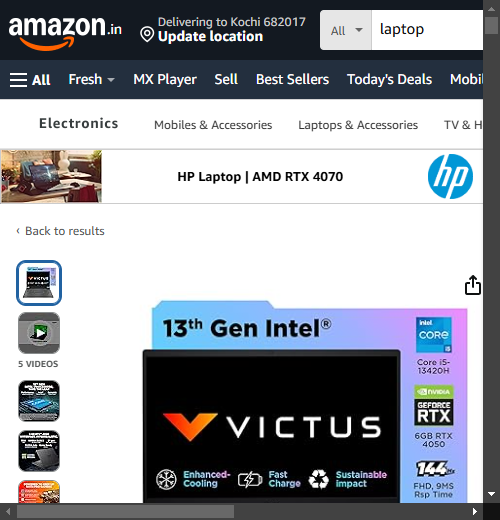 amazon.in
Delivering to Kochi 682017
Update location
All
laptop
All
Fresh
MX Player
Sell
Best Sellers
Today's Deals
Mobil
Electronics
Mobiles & Accessories
Laptops & Accessories
TV & H
HP Laptop | AMD RTX 4070
hp
‹ Back to results
VICTUS
5 VIDEOS
13th Gen Intel®
intel
CORE
i5
Core i5-
13420H
NVIDIA
GEFORCE
RTX
6GB RTX
4050
144Hz
FHD, 9MS
Rsp Time
VICTUS
Enhanced-
Cooling
Fast
Charge
Sustainable
Impact